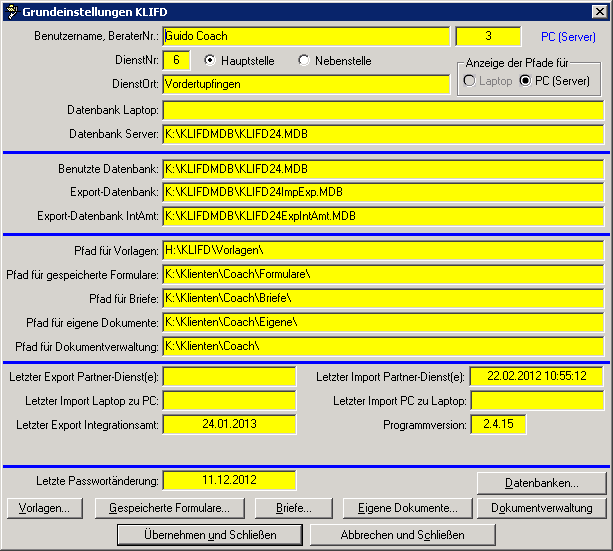 Grundeinstellungen KLIFD
Benutzername, BeraterNr.: Guido Coach 3 PC (Server)
DienstNr: 6 Hauptstelle Nebenstelle
Anzeige der Pfade für
Laptop PC (Server)
DienstOrt: Vordertupfingen
Datenbank Laptop:
Datenbank Server: K:\KLIFDMDB\KLIFD24.MDB
Benutzte Datenbank: K:\KLIFDMDB\KLIFD24.MDB
Export-Datenbank: K:\KLIFDMDB\KLIFD24ImpExp.MDB
Export-Datenbank IntAmt: K:\KLIFDMDB\KLIFD24ExpIntAmt.MDB
Pfad für Vorlagen: H:\KLIFD\Vorlagen\
Pfad für gespeicherte Formulare: K:\Klienten\Coach\Formulare\
Pfad für Briefe: K:\Klienten\Coach\Briefe\
Pfad für eigene Dokumente: K:\Klienten\Coach\Eigene\
Pfad für Dokumentverwaltung: K:\Klienten\Coach\
Letzter Export Partner-Dienst(e): Letzter Import Partner-Dienst(e): 22.02.2012 10:55:12
Letzter Import Laptop zu PC: Letzter Import PC zu Laptop:
Letzter Export Integrationsamt: 24.01.2013 Programmversion: 2.4.15
Letzte Passwortänderung: 11.12.2012 Datenbanken...
Vorlagen... Gespeicherte Formulare... Briefe... Eigene Dokumente... Dokumentverwaltung
Übernehmen und Schließen Abbrechen und Schließen